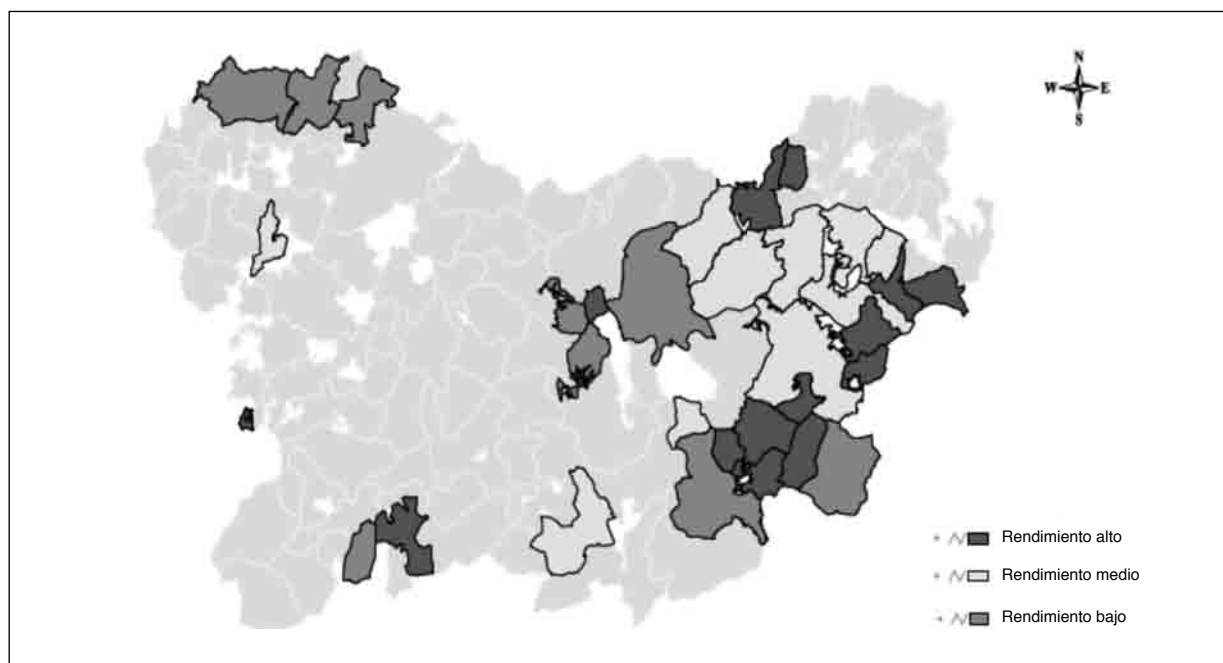 N
W E
S
Rendimiento alto
Rendimiento medio
Rendimiento bajo